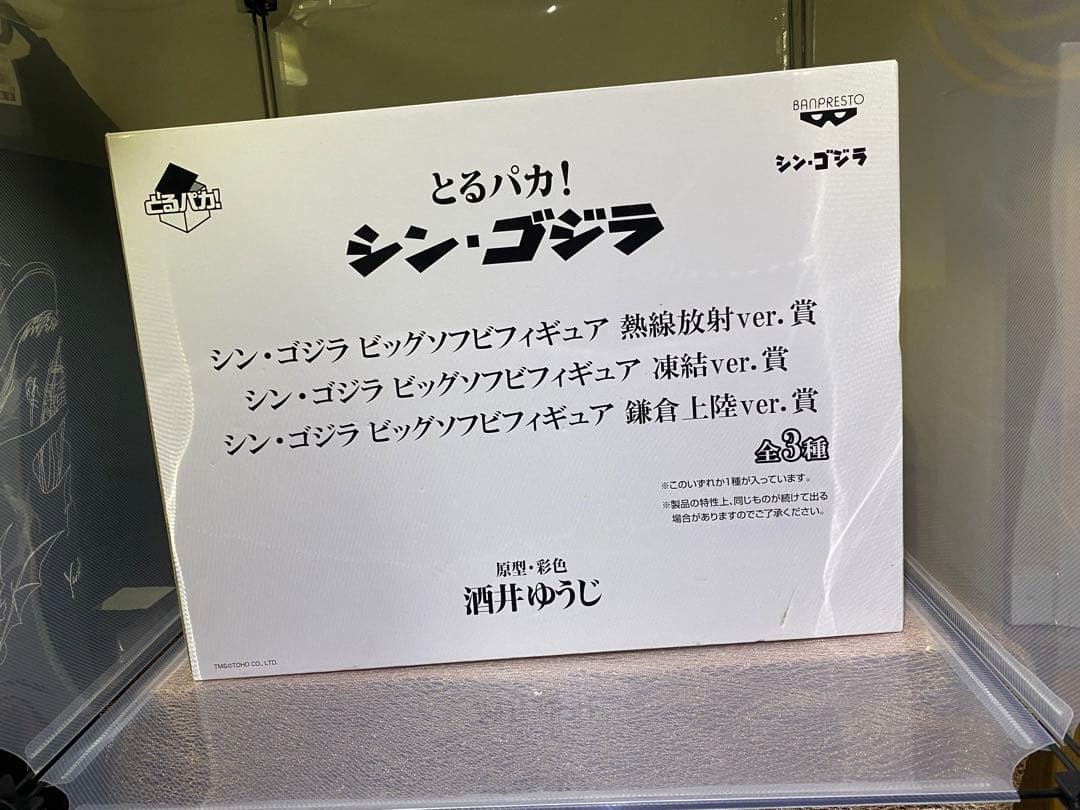 BANPRESTO
シン・ゴジラ
とるパカ!
とるパカ!
シン・ゴジラ
シン・ゴジラ ビッグソフビフィギュア 熱線放射ver.賞
シン・ゴジラ ビッグソフビフィギュア 凍結ver.賞
シン・ゴジラ ビッグソフビフィギュア 鎌倉上陸ver.賞
全3種
※このいずれか1種が入っています。
※製品の特性上、同じものが続けて出る
場合がありますのでご了承ください。
原型・彩色
酒井ゆうじ
TM&©TOHO CO., LTD.